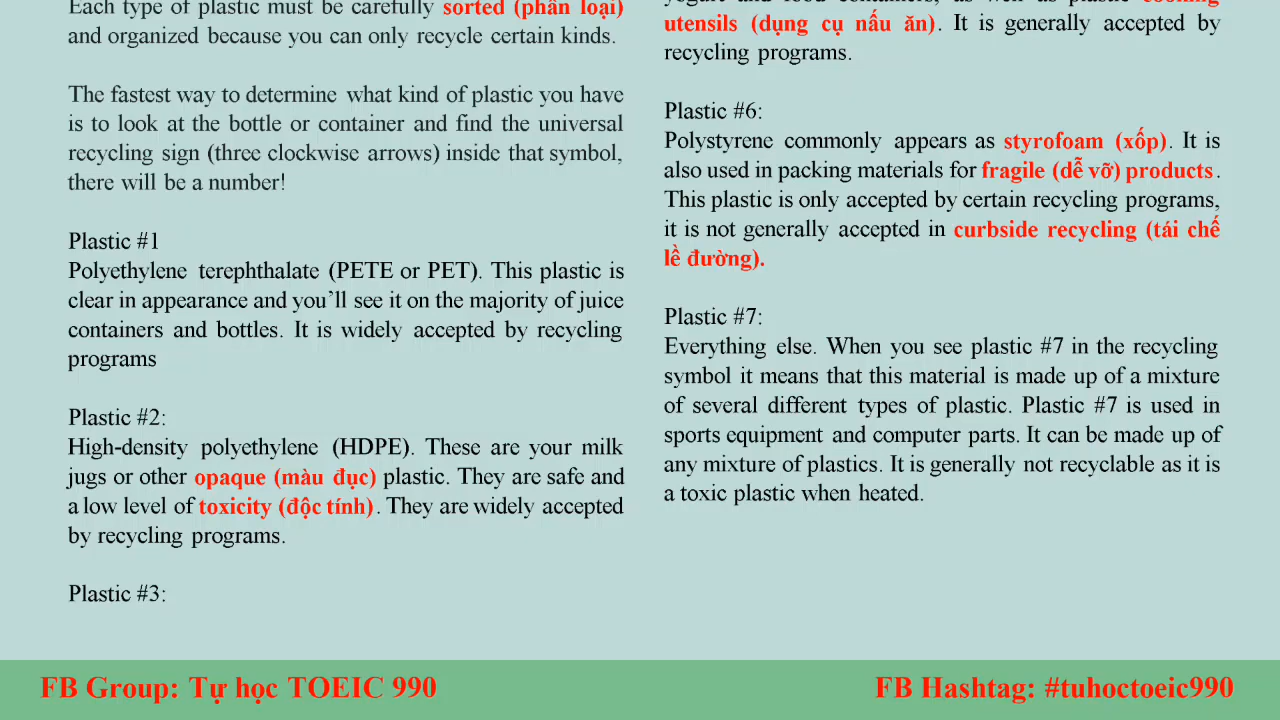 Each type of plastic must be carefully sorted (phân loại)
and organized because you can only recycle certain kinds.
The fastest way to determine what kind of plastic you have
is to look at the bottle or container and find the universal
recycling sign (three clockwise arrows) inside that symbol,
there will be a number!
Plastic #1
Polyethylene terephthalate (PETE or PET). This plastic is
clear in appearance and you’ll see it on the majority of juice
containers and bottles. It is widely accepted by recycling
programs
Plastic #2:
High-density polyethylene (HDPE). These are your milk
jugs or other opaque (màu đục) plastic. They are safe and
a low level of toxicity (độc tính). They are widely accepted
by recycling programs.
Plastic #3:
yogurt and food containers, as well as plastic cooking
utensils (dụng cụ nấu ăn). It is generally accepted by
recycling programs.
Plastic #6:
Polystyrene commonly appears as styrofoam (xốp). It is
also used in packing materials for fragile (dễ vỡ) products.
This plastic is only accepted by certain recycling programs,
it is not generally accepted in curbside recycling (tái chế
lề đường).
Plastic #7:
Everything else. When you see plastic #7 in the recycling
symbol it means that this material is made up of a mixture
of several different types of plastic. Plastic #7 is used in
sports equipment and computer parts. It can be made up of
any mixture of plastics. It is generally not recyclable as it is
a toxic plastic when heated.
FB Group: Tự học TOEIC 990
FB Hashtag: #tuhoctoeic990